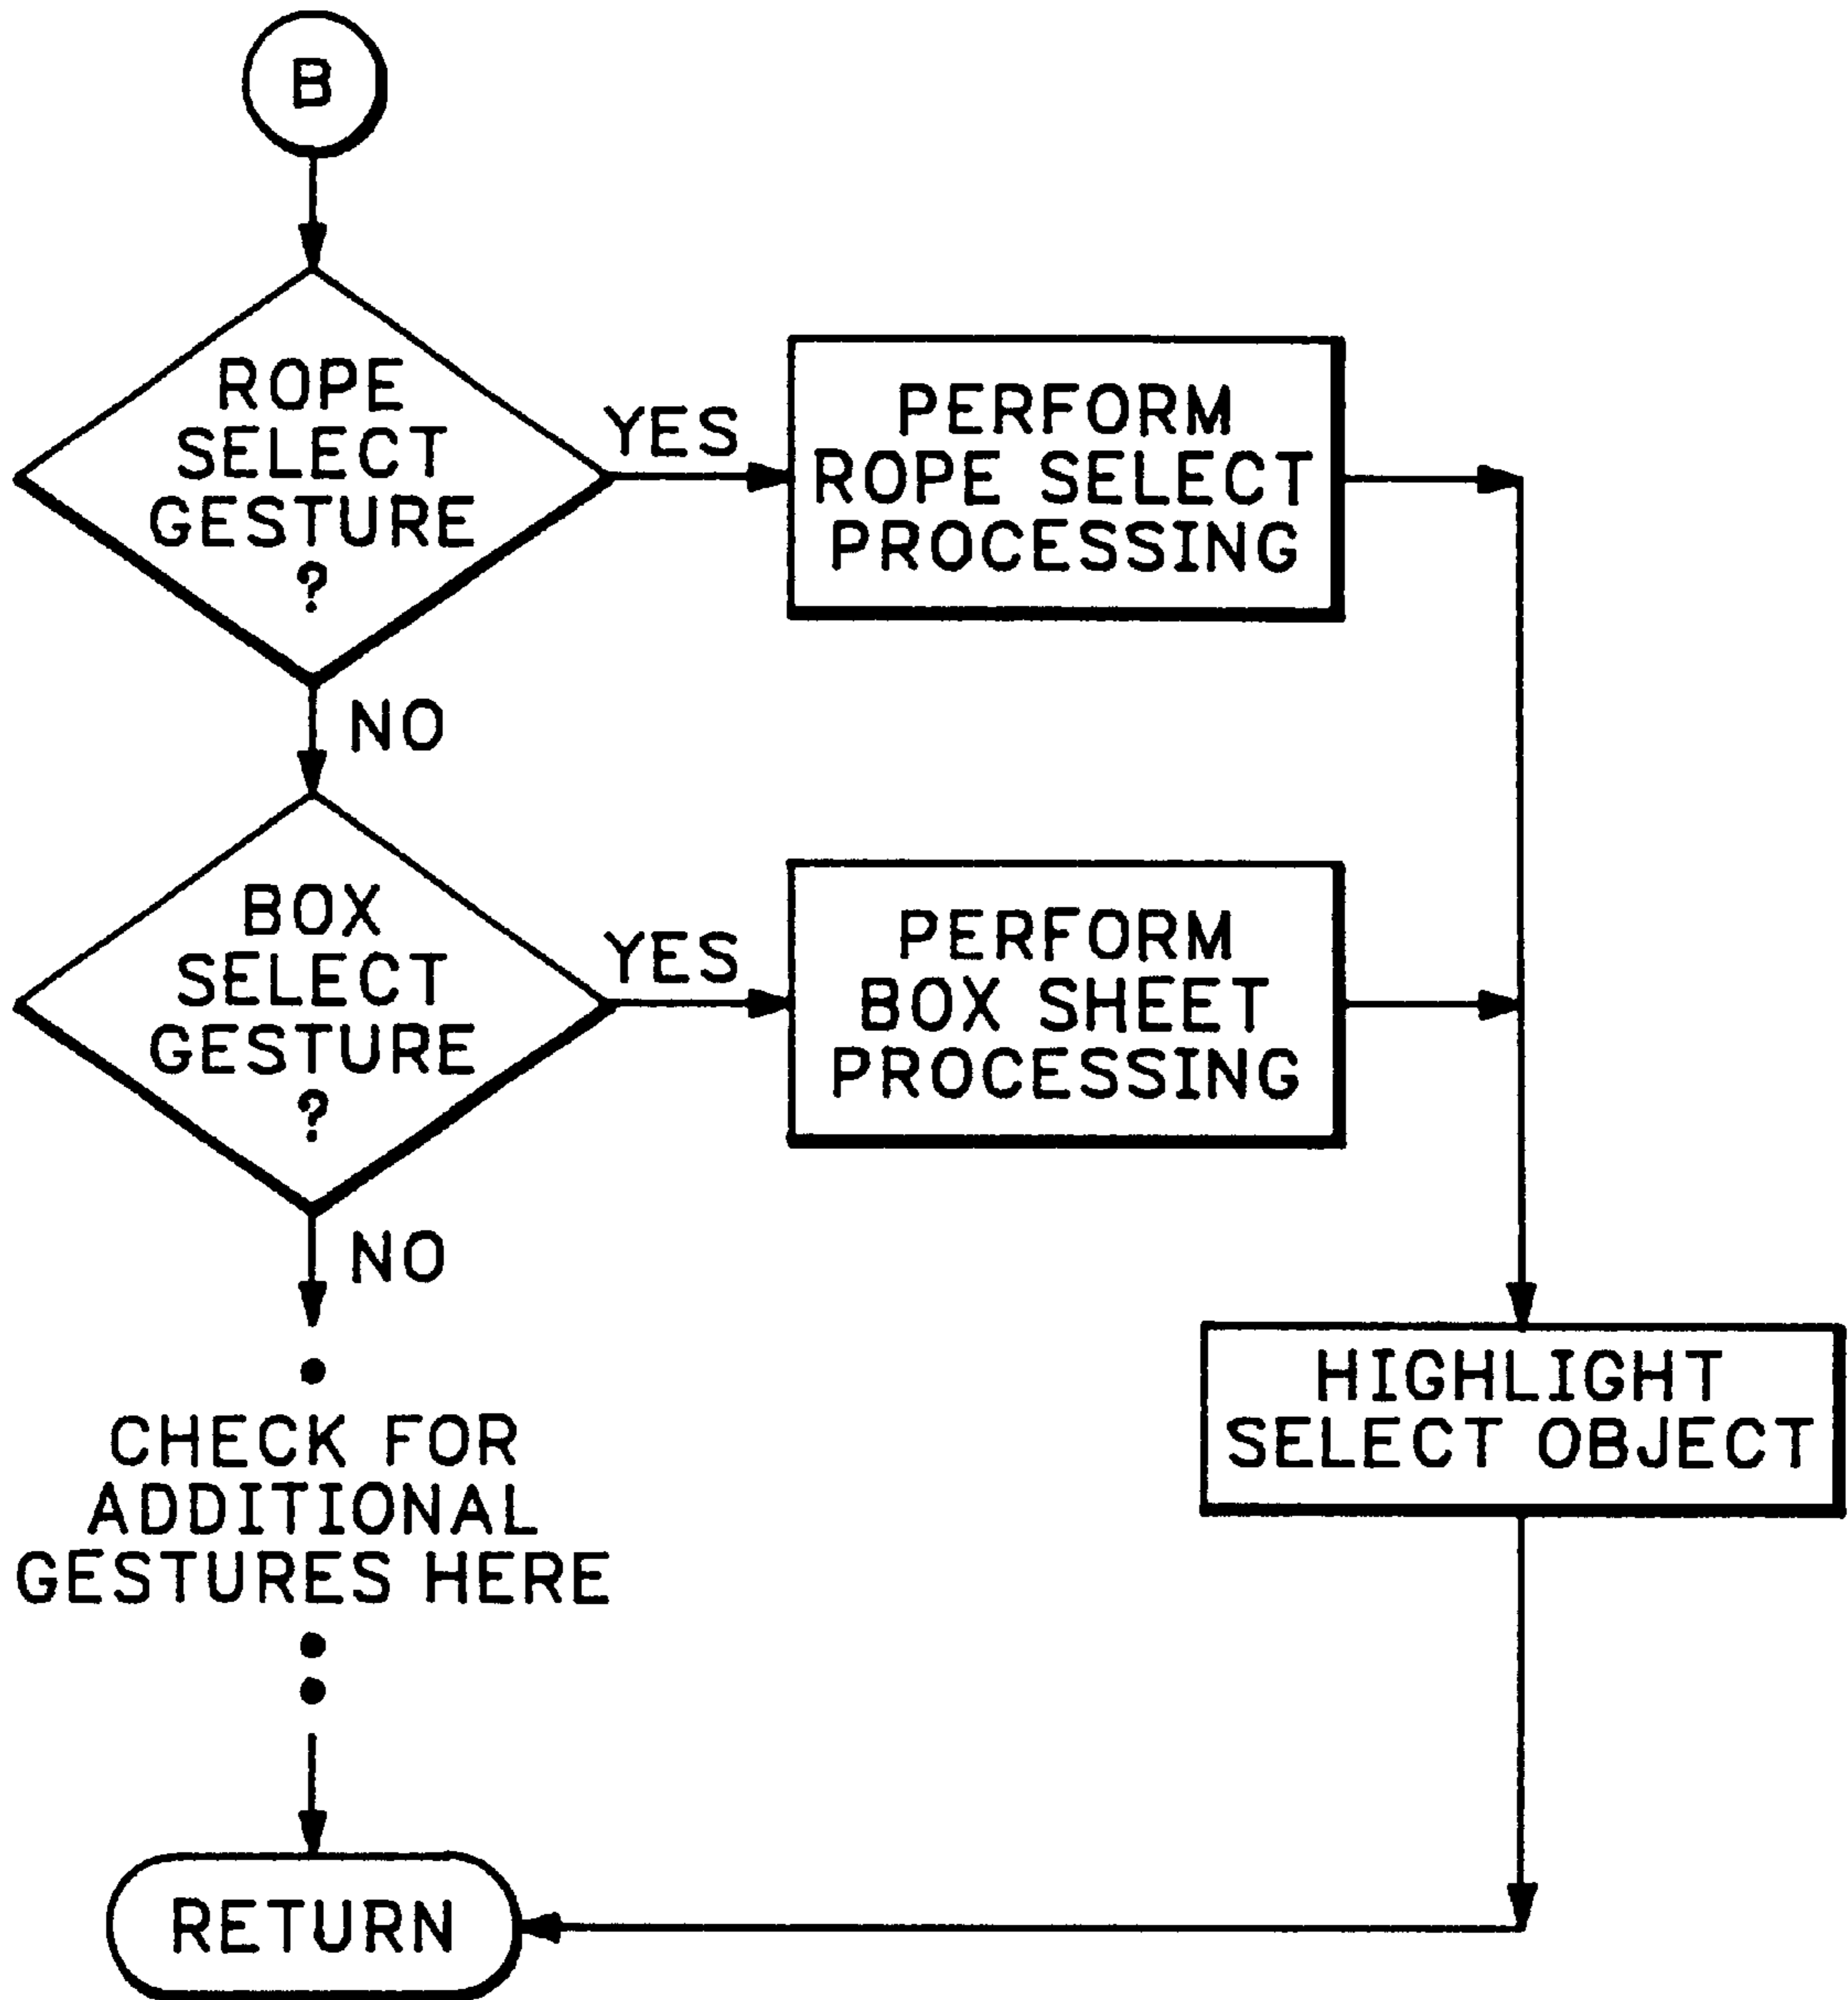 B
ROPE
SELECT
GESTURE
?
YES
PERFORM
ROPE SELECT
PROCESSING
NO
BOX
SELECT
GESTURE
?
YES
PERFORM
BOX SHEET
PROCESSING
NO
HIGHLIGHT
SELECT OBJECT
CHECK FOR
ADDITIONAL
GESTURES HERE
RETURN